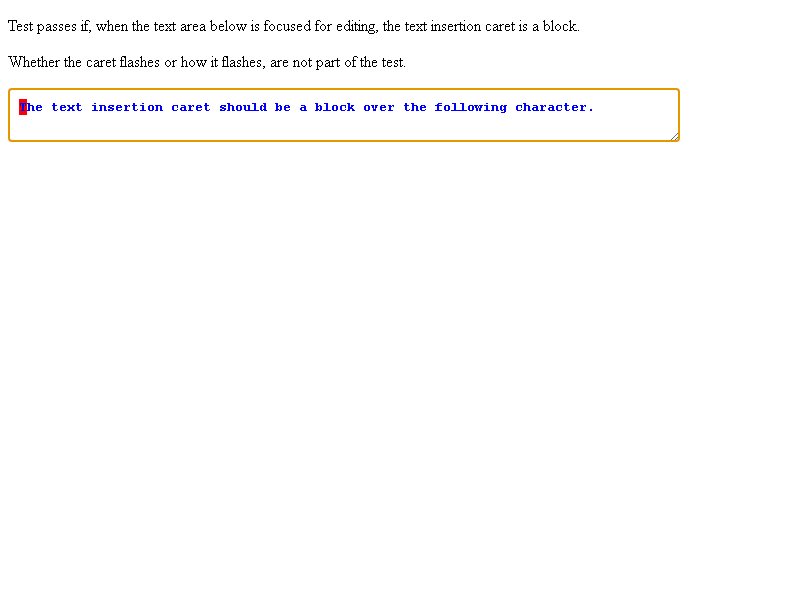 Test passes if, when the text area below is focused for editing, the text insertion caret is a block.
Whether the caret flashes or how it flashes, are not part of the test.
The text insertion caret should be a block over the following character.